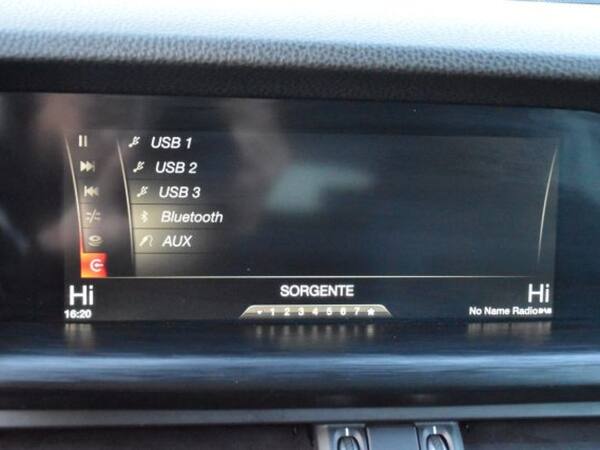 USB 1
USB 2
USB 3
Bluetooth
AUX
Hi SORGENTE Hi
16:20 1 2 3 4 5 6 7 No Name Radio